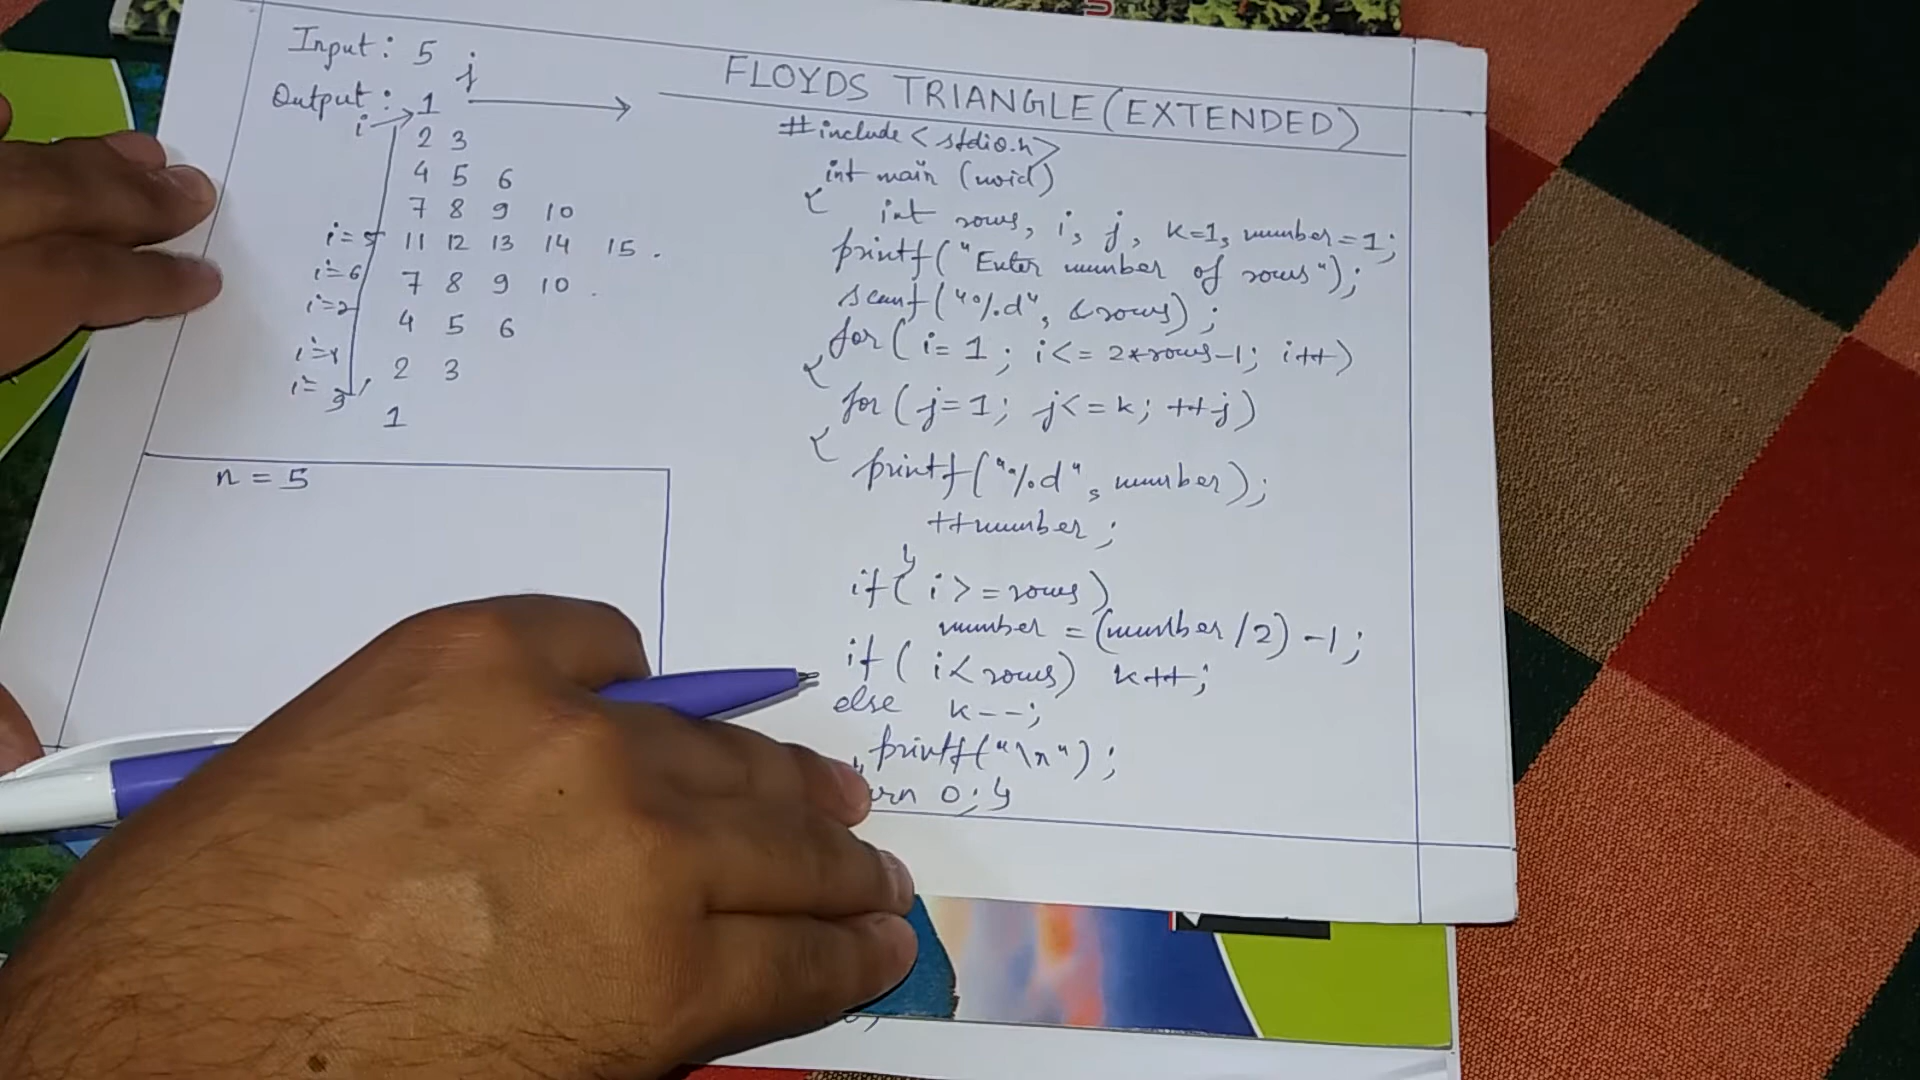 Input: 5
j
Output: 1
i
2 3
4 5 6
7 8 9 10
i=5 11 12 13 14 15.
i=6 7 8 9 10.
4 5 6
2 3
1
n = 5
FLOYDS TRIANGLE (EXTENDED)
#include<stdio.h>
int main (void)
{
int rows, i, j, k=1, number=1;
printf("Enter number of rows");
scanf("%d", &rows);
for( i= 1; i<= 2*rows-1; i++)
{
for( j=1; j<=k; ++j)
{
printf("%d", number);
++number;
}
if( i>=rows)
number = (number/2) -1;
if( i<rows) k++;
else k--;
printf("\n");
}
0; }